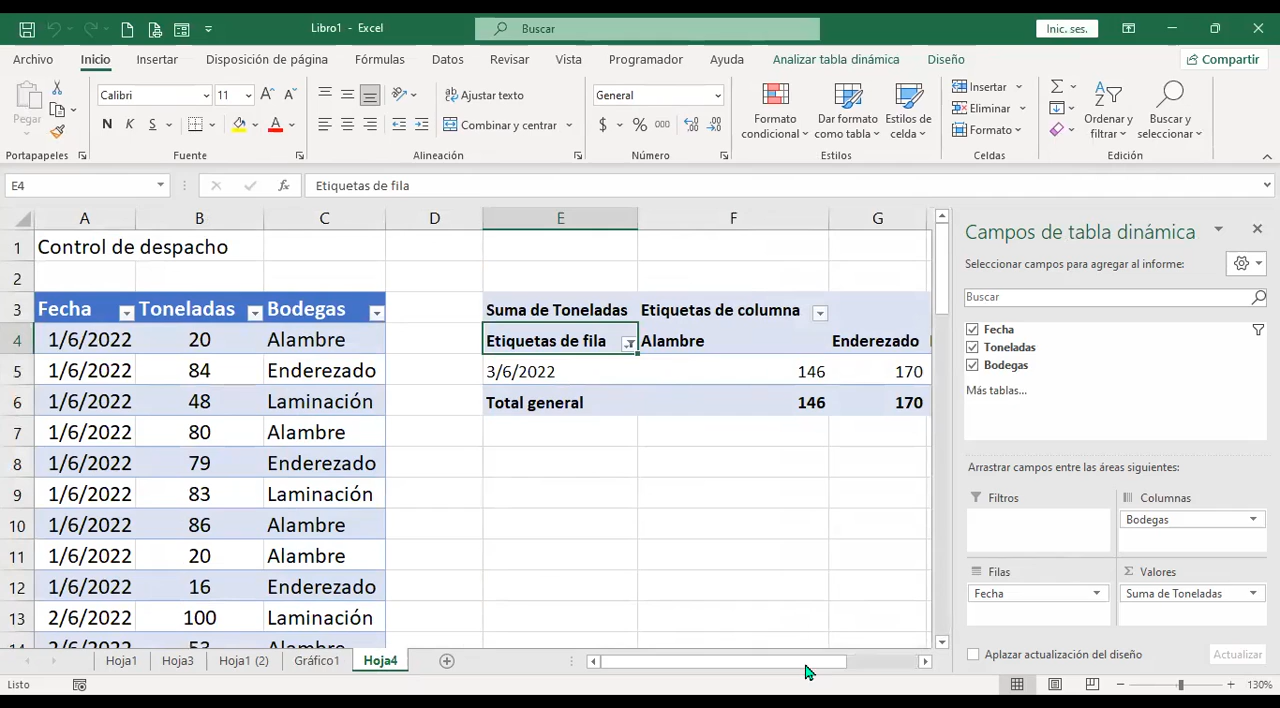 Libro1 - Excel
Buscar
Inic. ses.
Archivo Inicio Insertar Disposición de página Fórmulas Datos Revisar Vista Programador Ayuda Analizar tabla dinámica Diseño Compartir
Pegar
Calibri 11
N K S
Ajustar texto
Combinar y centrar
General
$ % 000
Formato condicional
Dar formato como tabla
Estilos de celda
Insertar
Eliminar
Formato
Ordenar y filtrar
Buscar y seleccionar
Portapapeles Fuente Alineación Número Estilos Celdas Edición
E4 fx Etiquetas de fila
A B C D E F G
1 Control de despacho
2
3 Fecha Toneladas Bodegas Suma de Toneladas Etiquetas de columna
4 1/6/2022 20 Alambre Etiquetas de fila Alambre Enderezado
5 1/6/2022 84 Enderezado 3/6/2022 146 170
6 1/6/2022 48 Laminación Total general 146 170
7 1/6/2022 80 Alambre
8 1/6/2022 79 Enderezado
9 1/6/2022 83 Laminación
10 1/6/2022 86 Alambre
11 1/6/2022 20 Alambre
12 1/6/2022 16 Enderezado
13 2/6/2022 100 Laminación
14 2/6/2022 53 Alambre
Hoja1 Hoja3 Hoja1 (2) Gráfico1 Hoja4
Listo
130%
Campos de tabla dinámica
Seleccionar campos para agregar al informe:
Buscar
Fecha
Toneladas
Bodegas
Más tablas...
Arrastrar campos entre las áreas siguientes:
Filtros
Columnas
Bodegas
Filas
Fecha
Σ Valores
Suma de Toneladas
Aplazar actualización del diseño
Actualizar